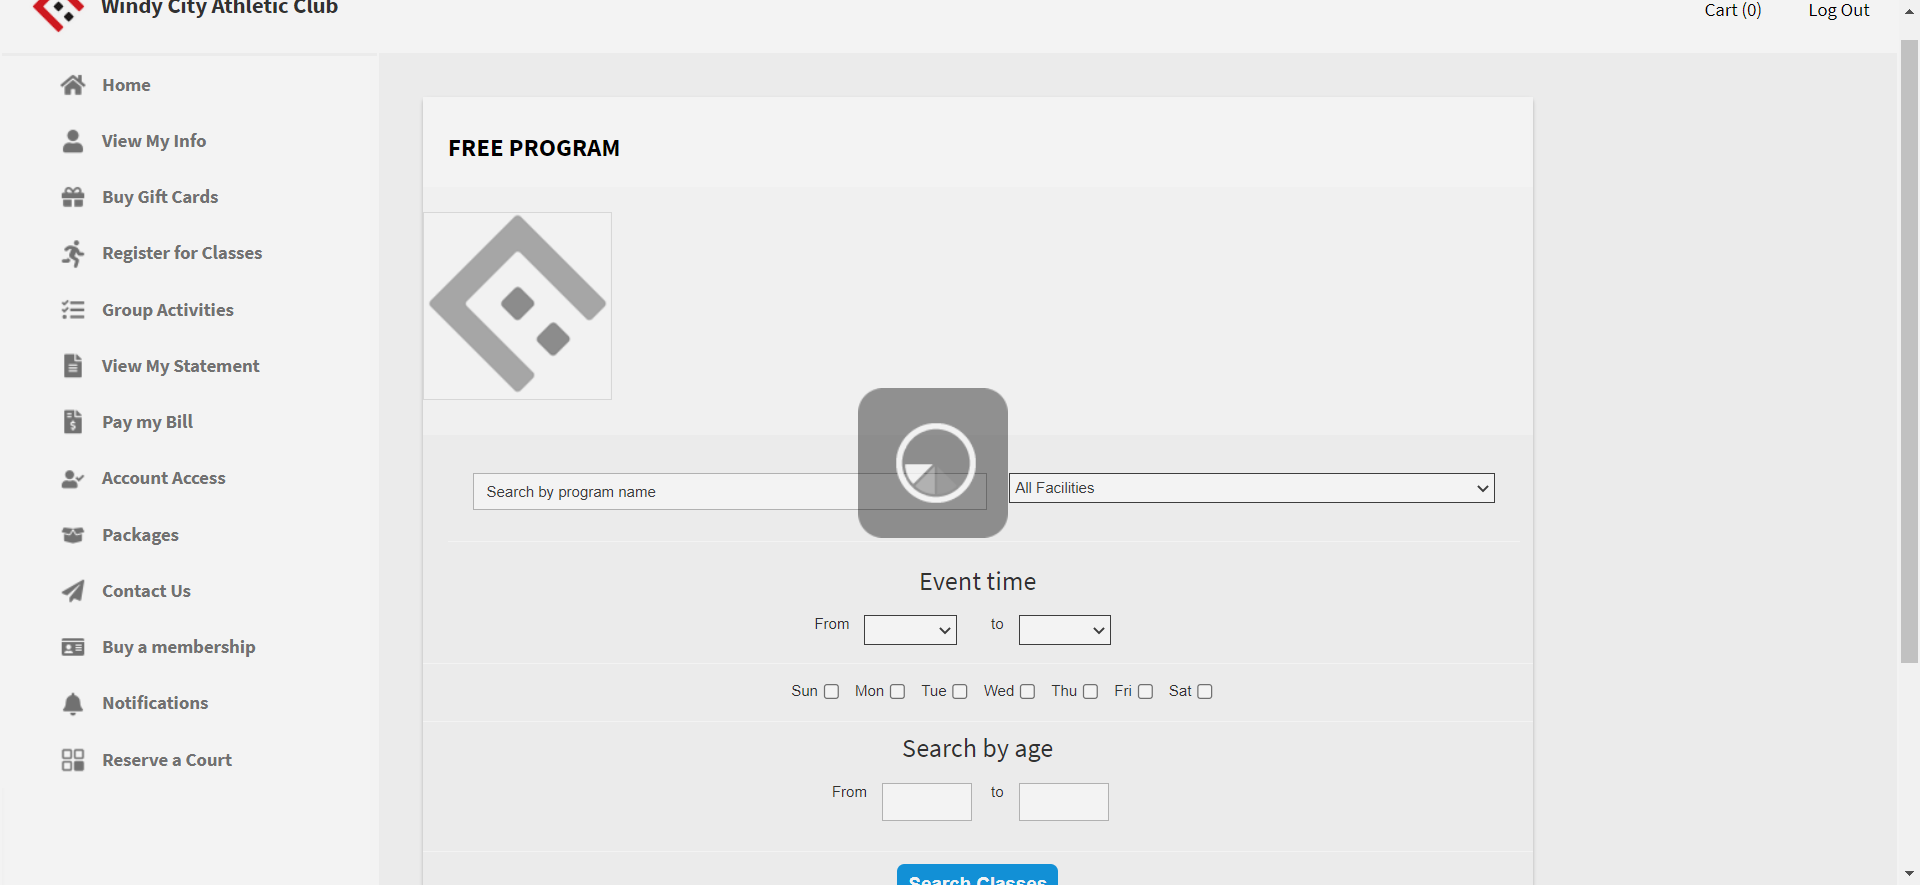 Windy City Athletic Club
Cart (0)
Log Out
Home
View My Info
Buy Gift Cards
Register for Classes
Group Activities
View My Statement
Pay my Bill
Account Access
Packages
Contact Us
Buy a membership
Notifications
Reserve a Court
FREE PROGRAM
Search by program name
All Facilities
Event time
From
to
Sun Mon Tue Wed Thu Fri Sat
Search by age
From
to
Search Classes